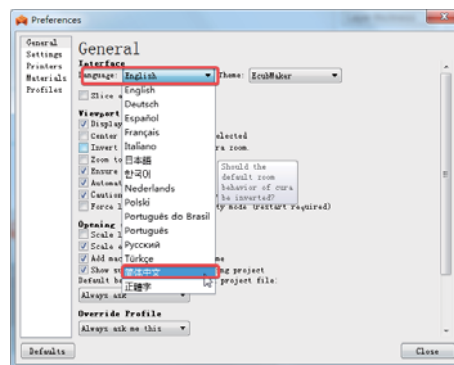 Preferences
General
Settings
Printers
Materials
Profiles
General
Interface
Language: English Theme: EcubMaker
English
Deutsch
Español
Français
Italiano
日本語
한국어
Nederlands
Polski
Português do Brasil
Português
Русский
Türkçe
简体中文
正體字
Slice
Viewport
Display
Center elected
Invert ra zoom.
Zoom to
Ensure
Automat
Caution
Force l ty mode (restart required)
Should the
default zoom
behavior of cura
be inverted?
Opening
Scale l
Scale e
Add mac me
Show su ng project
Default be project file:
Always ask
Override Profile
Always ask me this
Defaults
Close